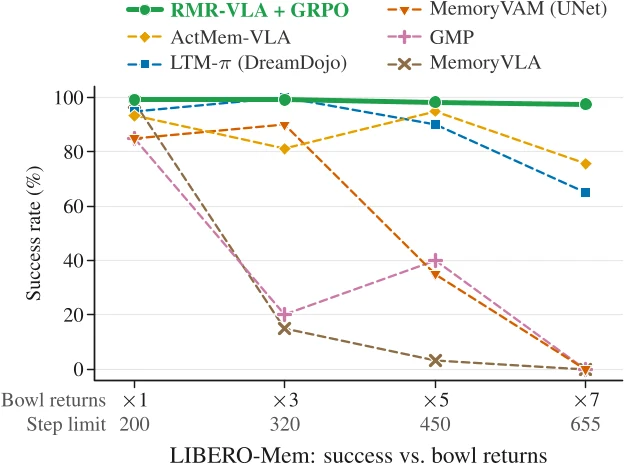 RMR-VLA + GRPO
MemoryVAM (UNet)
ActMem-VLA
GMP
LTM-π (DreamDojo)
MemoryVLA
Success rate (%)
100
80
60
40
20
0
Bowl returns ×1 ×3 ×5 ×7
Step limit 200 320 450 655
LIBERO-Mem: success vs. bowl returns